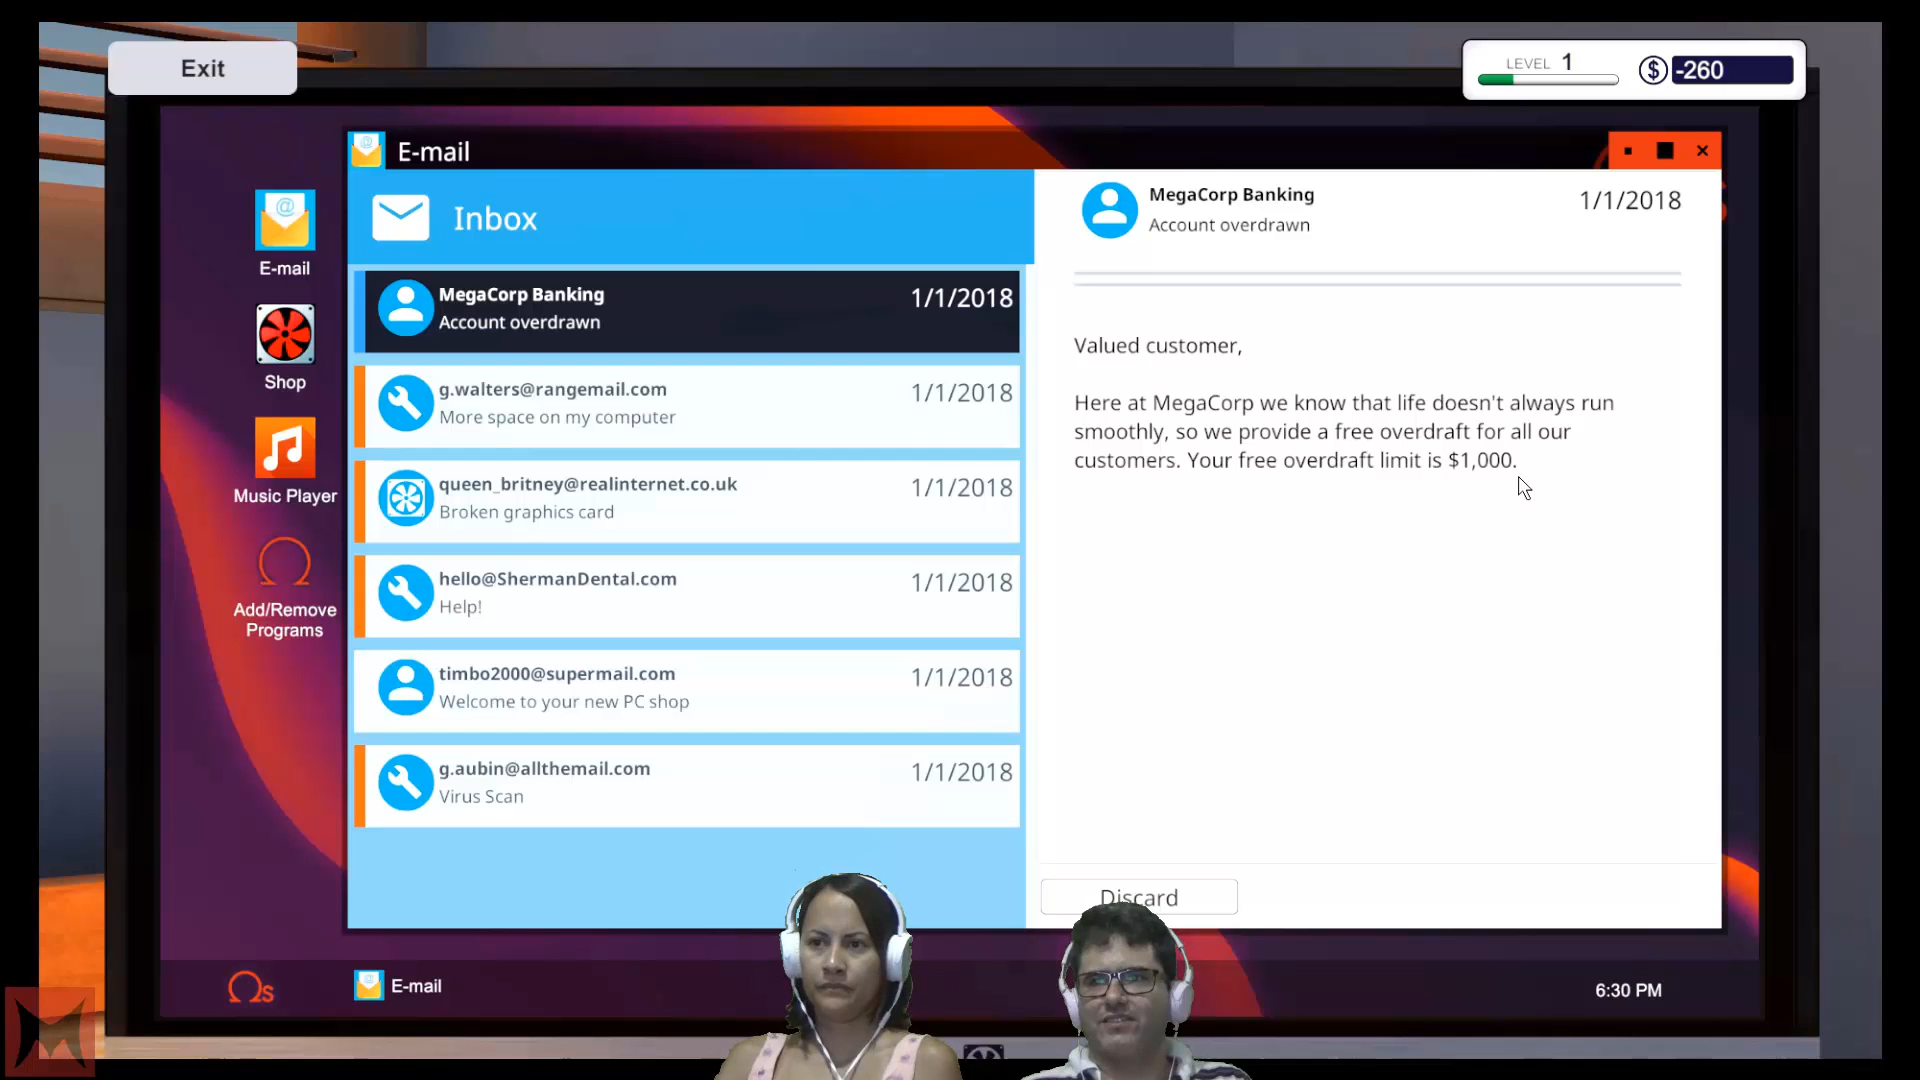 Exit
LEVEL 1
$ -260
E-mail
E-mail
Shop
Music Player
Add/Remove
Programs
Inbox
MegaCorp Banking
1/1/2018
Account overdrawn
g.walters@rangemail.com
1/1/2018
More space on my computer
queen_britney@realinternet.co.uk
1/1/2018
Broken graphics card
hello@ShermanDental.com
1/1/2018
Help!
timbo2000@supermail.com
1/1/2018
Welcome to your new PC shop
g.aubin@allthemail.com
1/1/2018
Virus Scan
MegaCorp Banking
1/1/2018
Account overdrawn
Valued customer,
Here at MegaCorp we know that life doesn't always run
smoothly, so we provide a free overdraft for all our
customers. Your free overdraft limit is $1,000.
Discard
Ωs
E-mail
6:30 PM